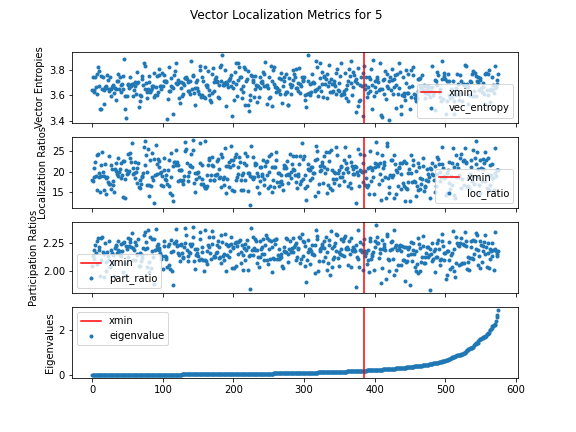 Vector Localization Metrics for 5
Vector Entropies
3.8
3.6
3.4
xmin
vec_entropy
Localization Ratios
25
20
15
xmin
loc_ratio
Participation Ratios
2.25
2.00
xmin
part_ratio
Eigenvalues
2
0
xmin
eigenvalue
0 100 200 300 400 500 600